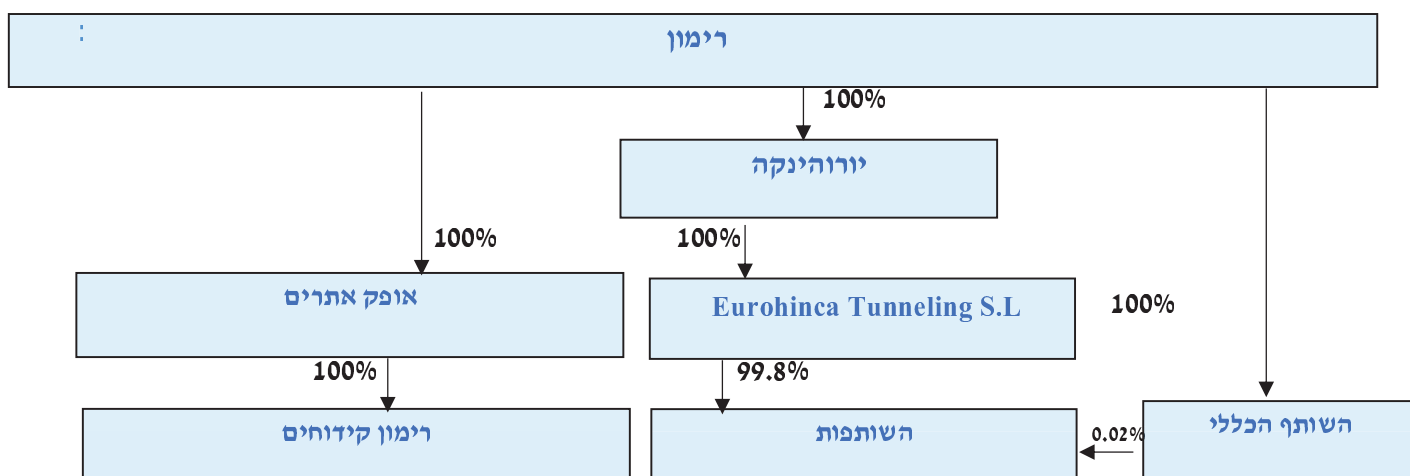 רימון
:
100%
יורוהינקה
100%
100%
אופק אתרים
Eurohinca Tunneling S.L
100%
100%
99.8%
רימון קידוחים
השותפות
0.02%
השותף הכללי